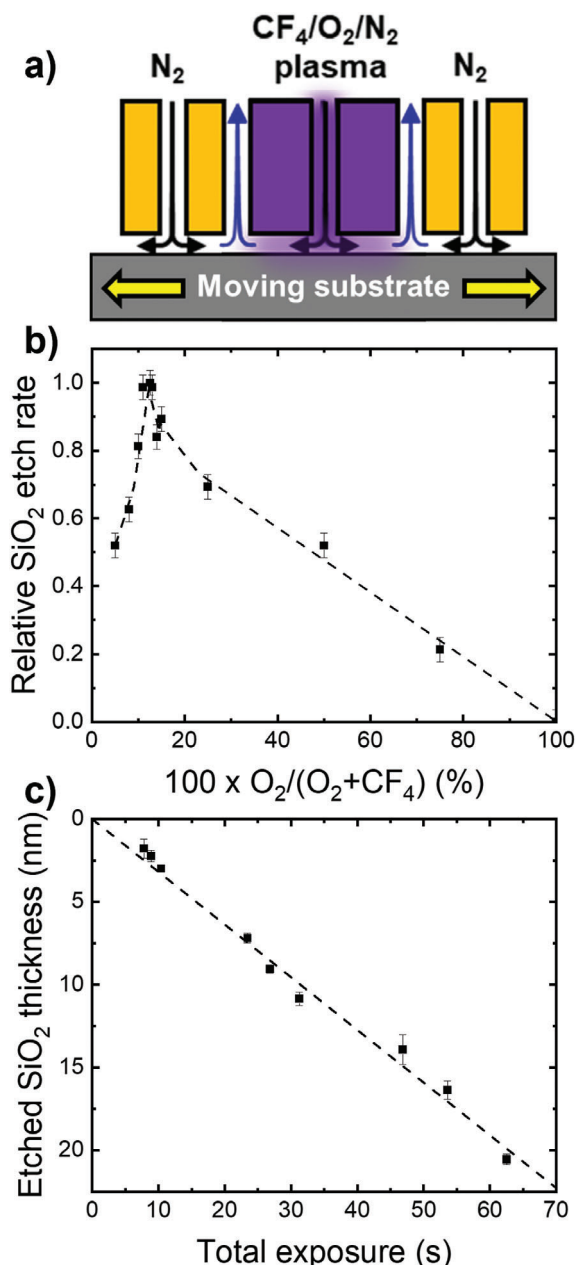 a)
CF₄/O₂/N₂
plasma
N₂
N₂
Moving substrate
b)
Relative SiO₂ etch rate
1.0
0.8
0.6
0.4
0.2
0.0
0 20 40 60 80 100
100 x O₂/(O₂+CF₄) (%)
c)
Etched SiO₂ thickness (nm)
0
5
10
15
20
0 10 20 30 40 50 60 70
Total exposure (s)